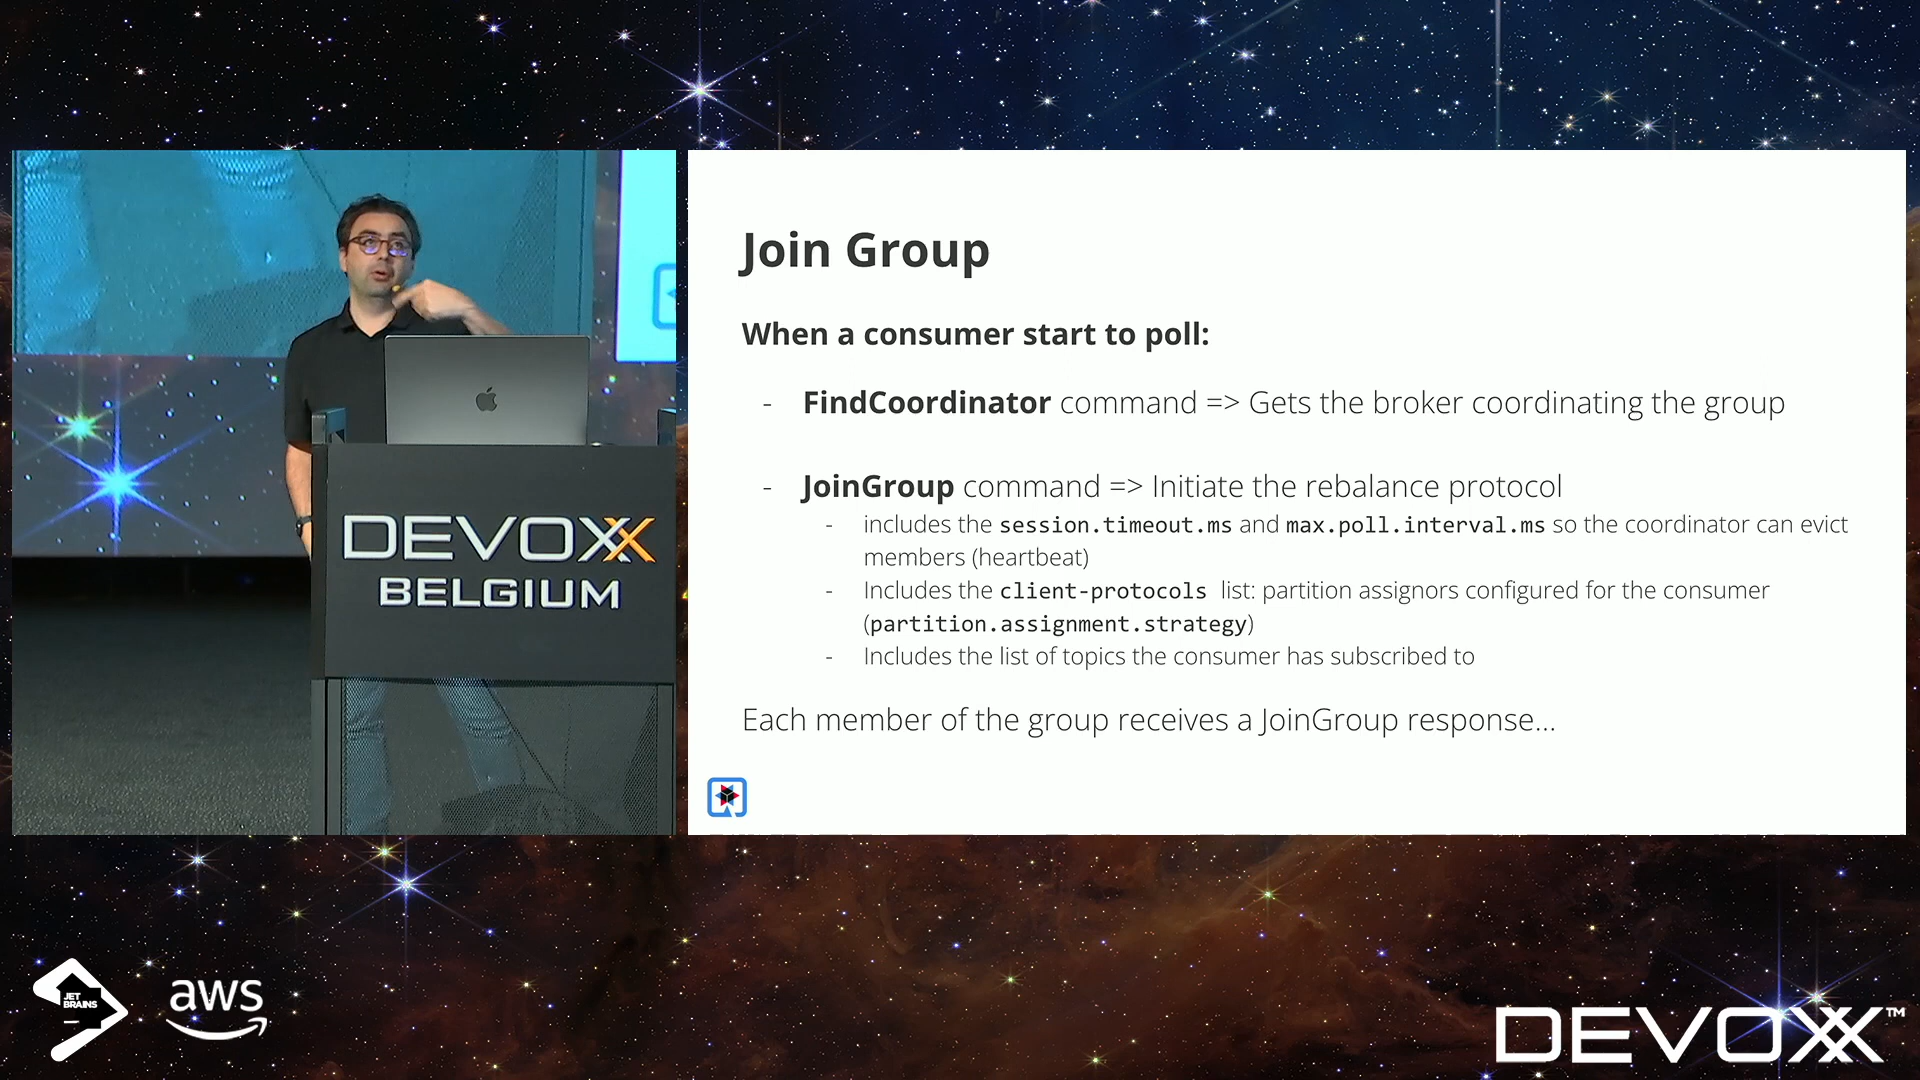 Join Group
When a consumer start to poll:
- FindCoordinator command => Gets the broker coordinating the group
- JoinGroup command => Initiate the rebalance protocol
- includes the session.timeout.ms and max.poll.interval.ms so the coordinator can evict
members (heartbeat)
- Includes the client-protocols list: partition assignors configured for the consumer
(partition.assignment.strategy)
- Includes the list of topics the consumer has subscribed to
Each member of the group receives a JoinGroup response...
DEVOXX
BELGIUM
JET
BRAINS
aws
DEVOXX™